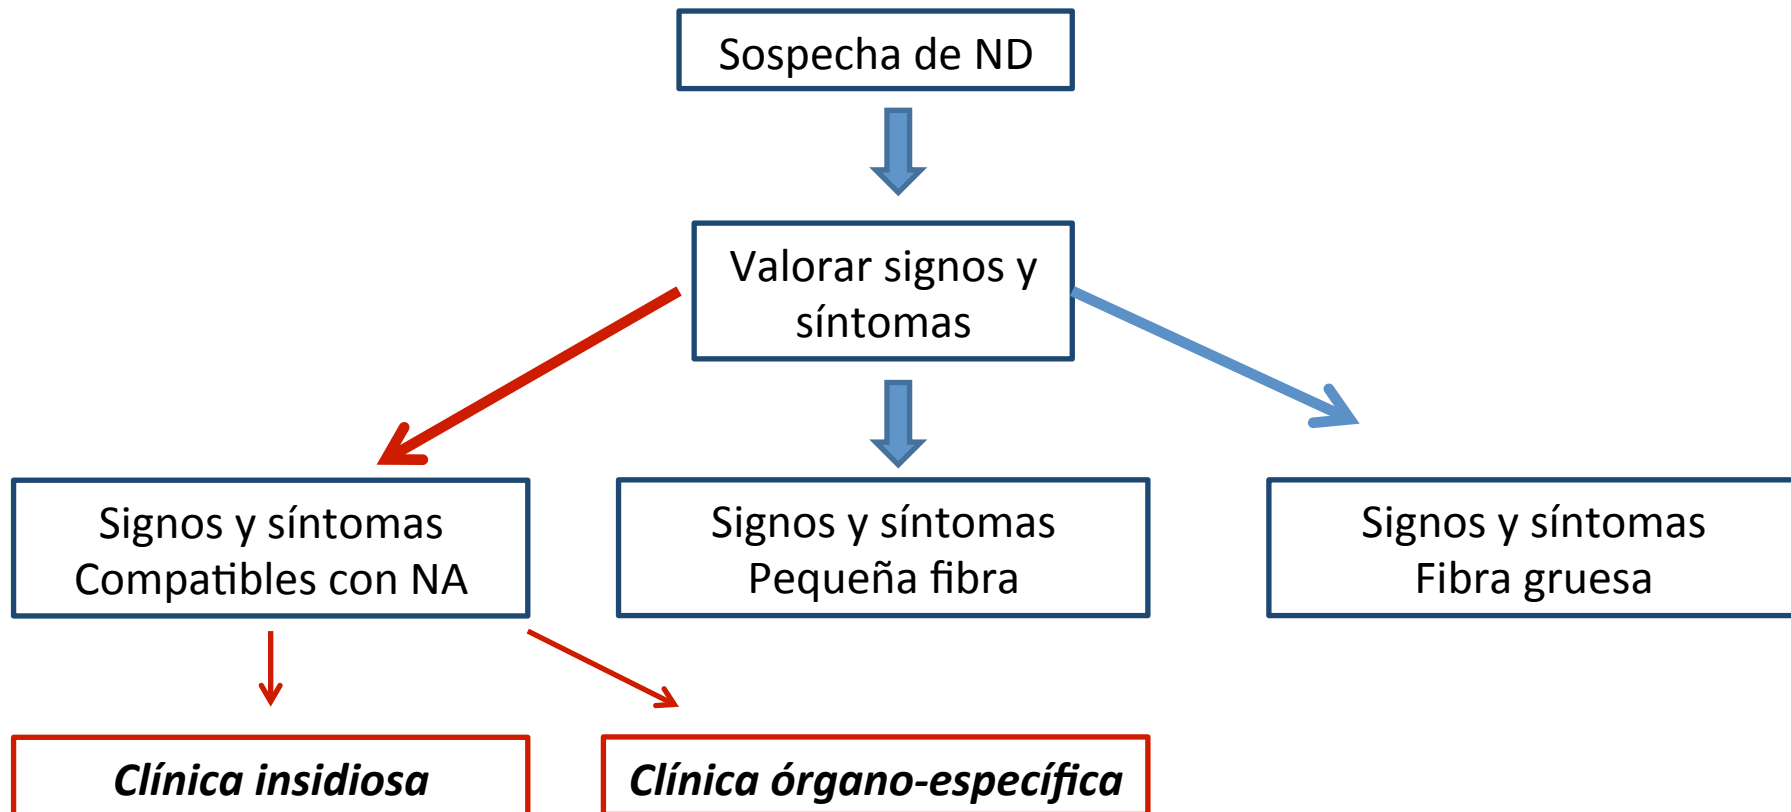 Sospecha de ND
Valorar signos y
síntomas
Signos y síntomas
Compatibles con NA
Signos y síntomas
Pequeña fibra
Signos y síntomas
Fibra gruesa
Clínica insidiosa
Clínica órgano-específica